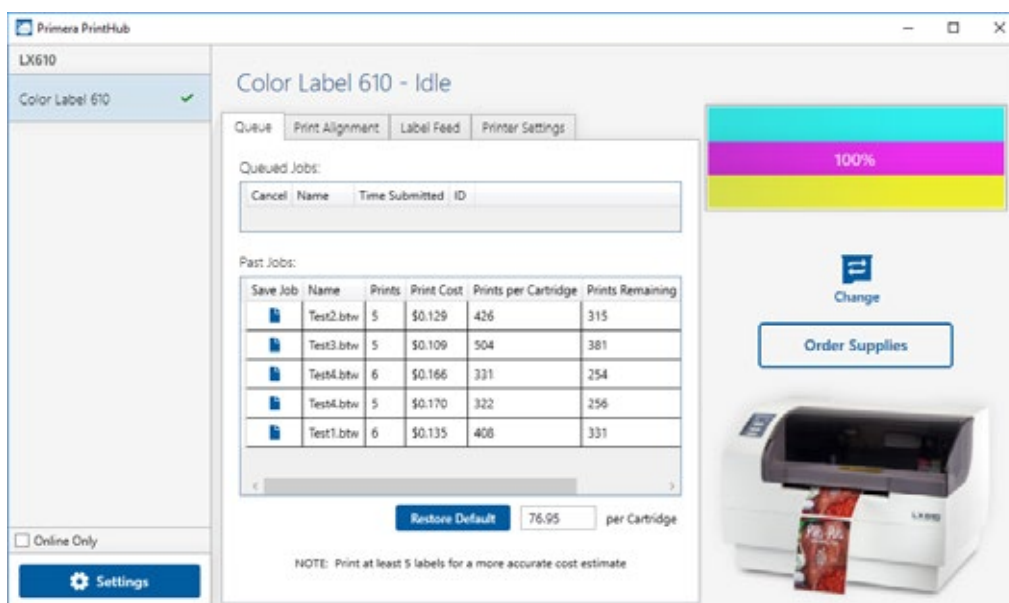 Primera PrintHub
LX610
Color Label 610
Color Label 610 - Idle
Queue Print Alignment Label Feed Printer Settings
Queued Jobs:
Cancel Name Time Submitted ID
Past Jobs:
Save Job Name Prints Print Cost Prints per Cartridge Prints Remaining
Test2.btw 5 $0.129 426 315
Test3.btw 5 $0.109 504 381
Test4.btw 6 $0.166 331 254
Test4.btw 5 $0.170 322 256
Test1.btw 6 $0.135 408 331
Restore Default 76.95 per Cartridge
NOTE: Print at least 5 labels for a more accurate cost estimate
100%
Change
Order Supplies
LX610
Online Only
Settings